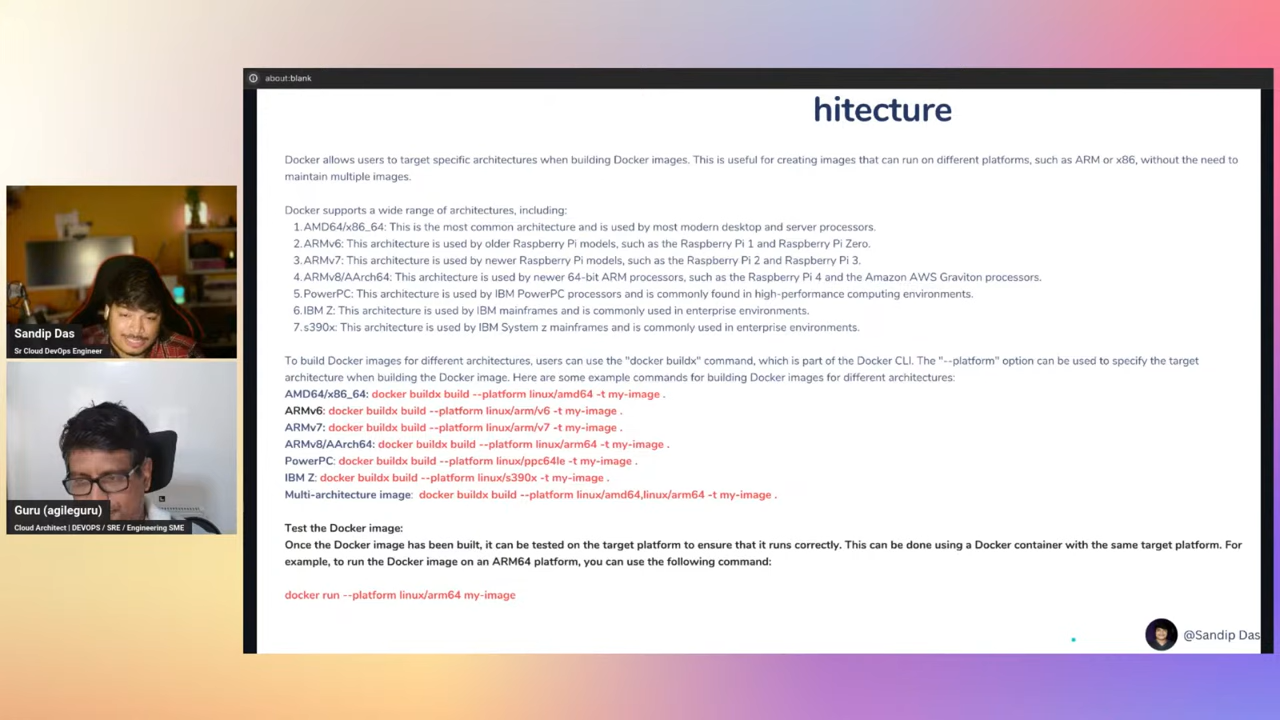 about:blank
hitecture
Docker allows users to target specific architectures when building Docker images. This is useful for creating images that can run on different platforms, such as ARM or x86, without the need to
maintain multiple images.
Docker supports a wide range of architectures, including:
1. AMD64/x86_64: This is the most common architecture and is used by most modern desktop and server processors.
2. ARMv6: This architecture is used by older Raspberry Pi models, such as the Raspberry Pi 1 and Raspberry Pi Zero.
3. ARMv7: This architecture is used by newer Raspberry Pi models, such as the Raspberry Pi 2 and Raspberry Pi 3.
4. ARMv8/AArch64: This architecture is used by newer 64-bit ARM processors, such as the Raspberry Pi 4 and the Amazon AWS Graviton processors.
5. PowerPC: This architecture is used by IBM PowerPC processors and is commonly found in high-performance computing environments.
6. IBM Z: This architecture is used by IBM mainframes and is commonly used in enterprise environments.
7. s390x: This architecture is used by IBM System z mainframes and is commonly used in enterprise environments.
To build Docker images for different architectures, users can use the "docker buildx" command, which is part of the Docker CLI. The "--platform" option can be used to specify the target
architecture when building the Docker image. Here are some example commands for building Docker images for different architectures:
AMD64/x86_64: docker buildx build --platform linux/amd64 -t my-image .
ARMv6: docker buildx build --platform linux/arm/v6 -t my-image .
ARMv7: docker buildx build --platform linux/arm/v7 -t my-image .
ARMv8/AArch64: docker buildx build --platform linux/arm64 -t my-image .
PowerPC: docker buildx build --platform linux/ppc64le -t my-image .
IBM Z: docker buildx build --platform linux/s390x -t my-image .
Multi-architecture image: docker buildx build --platform linux/amd64,linux/arm64 -t my-image .
Test the Docker image:
Once the Docker image has been built, it can be tested on the target platform to ensure that it runs correctly. This can be done using a Docker container with the same target platform. For
example, to run the Docker image on an ARM64 platform, you can use the following command:
docker run --platform linux/arm64 my-image
@Sandip Das
Sandip Das
Sr Cloud DevOps Engineer
Guru (agileguru)
Cloud Architect | DEVOPS / SRE / Engineering SME